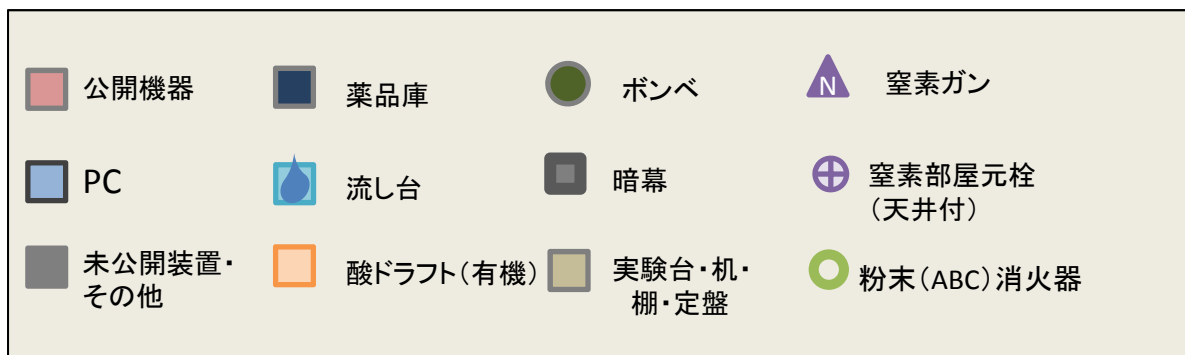 公開機器
薬品庫
ボンベ
N
窒素ガン
PC
流し台
暗幕
窒素部屋元栓
(天井付)
未公開装置・
その他
酸ドラフト(有機)
実験台・机・
棚・定盤
粉末(ABC)消火器